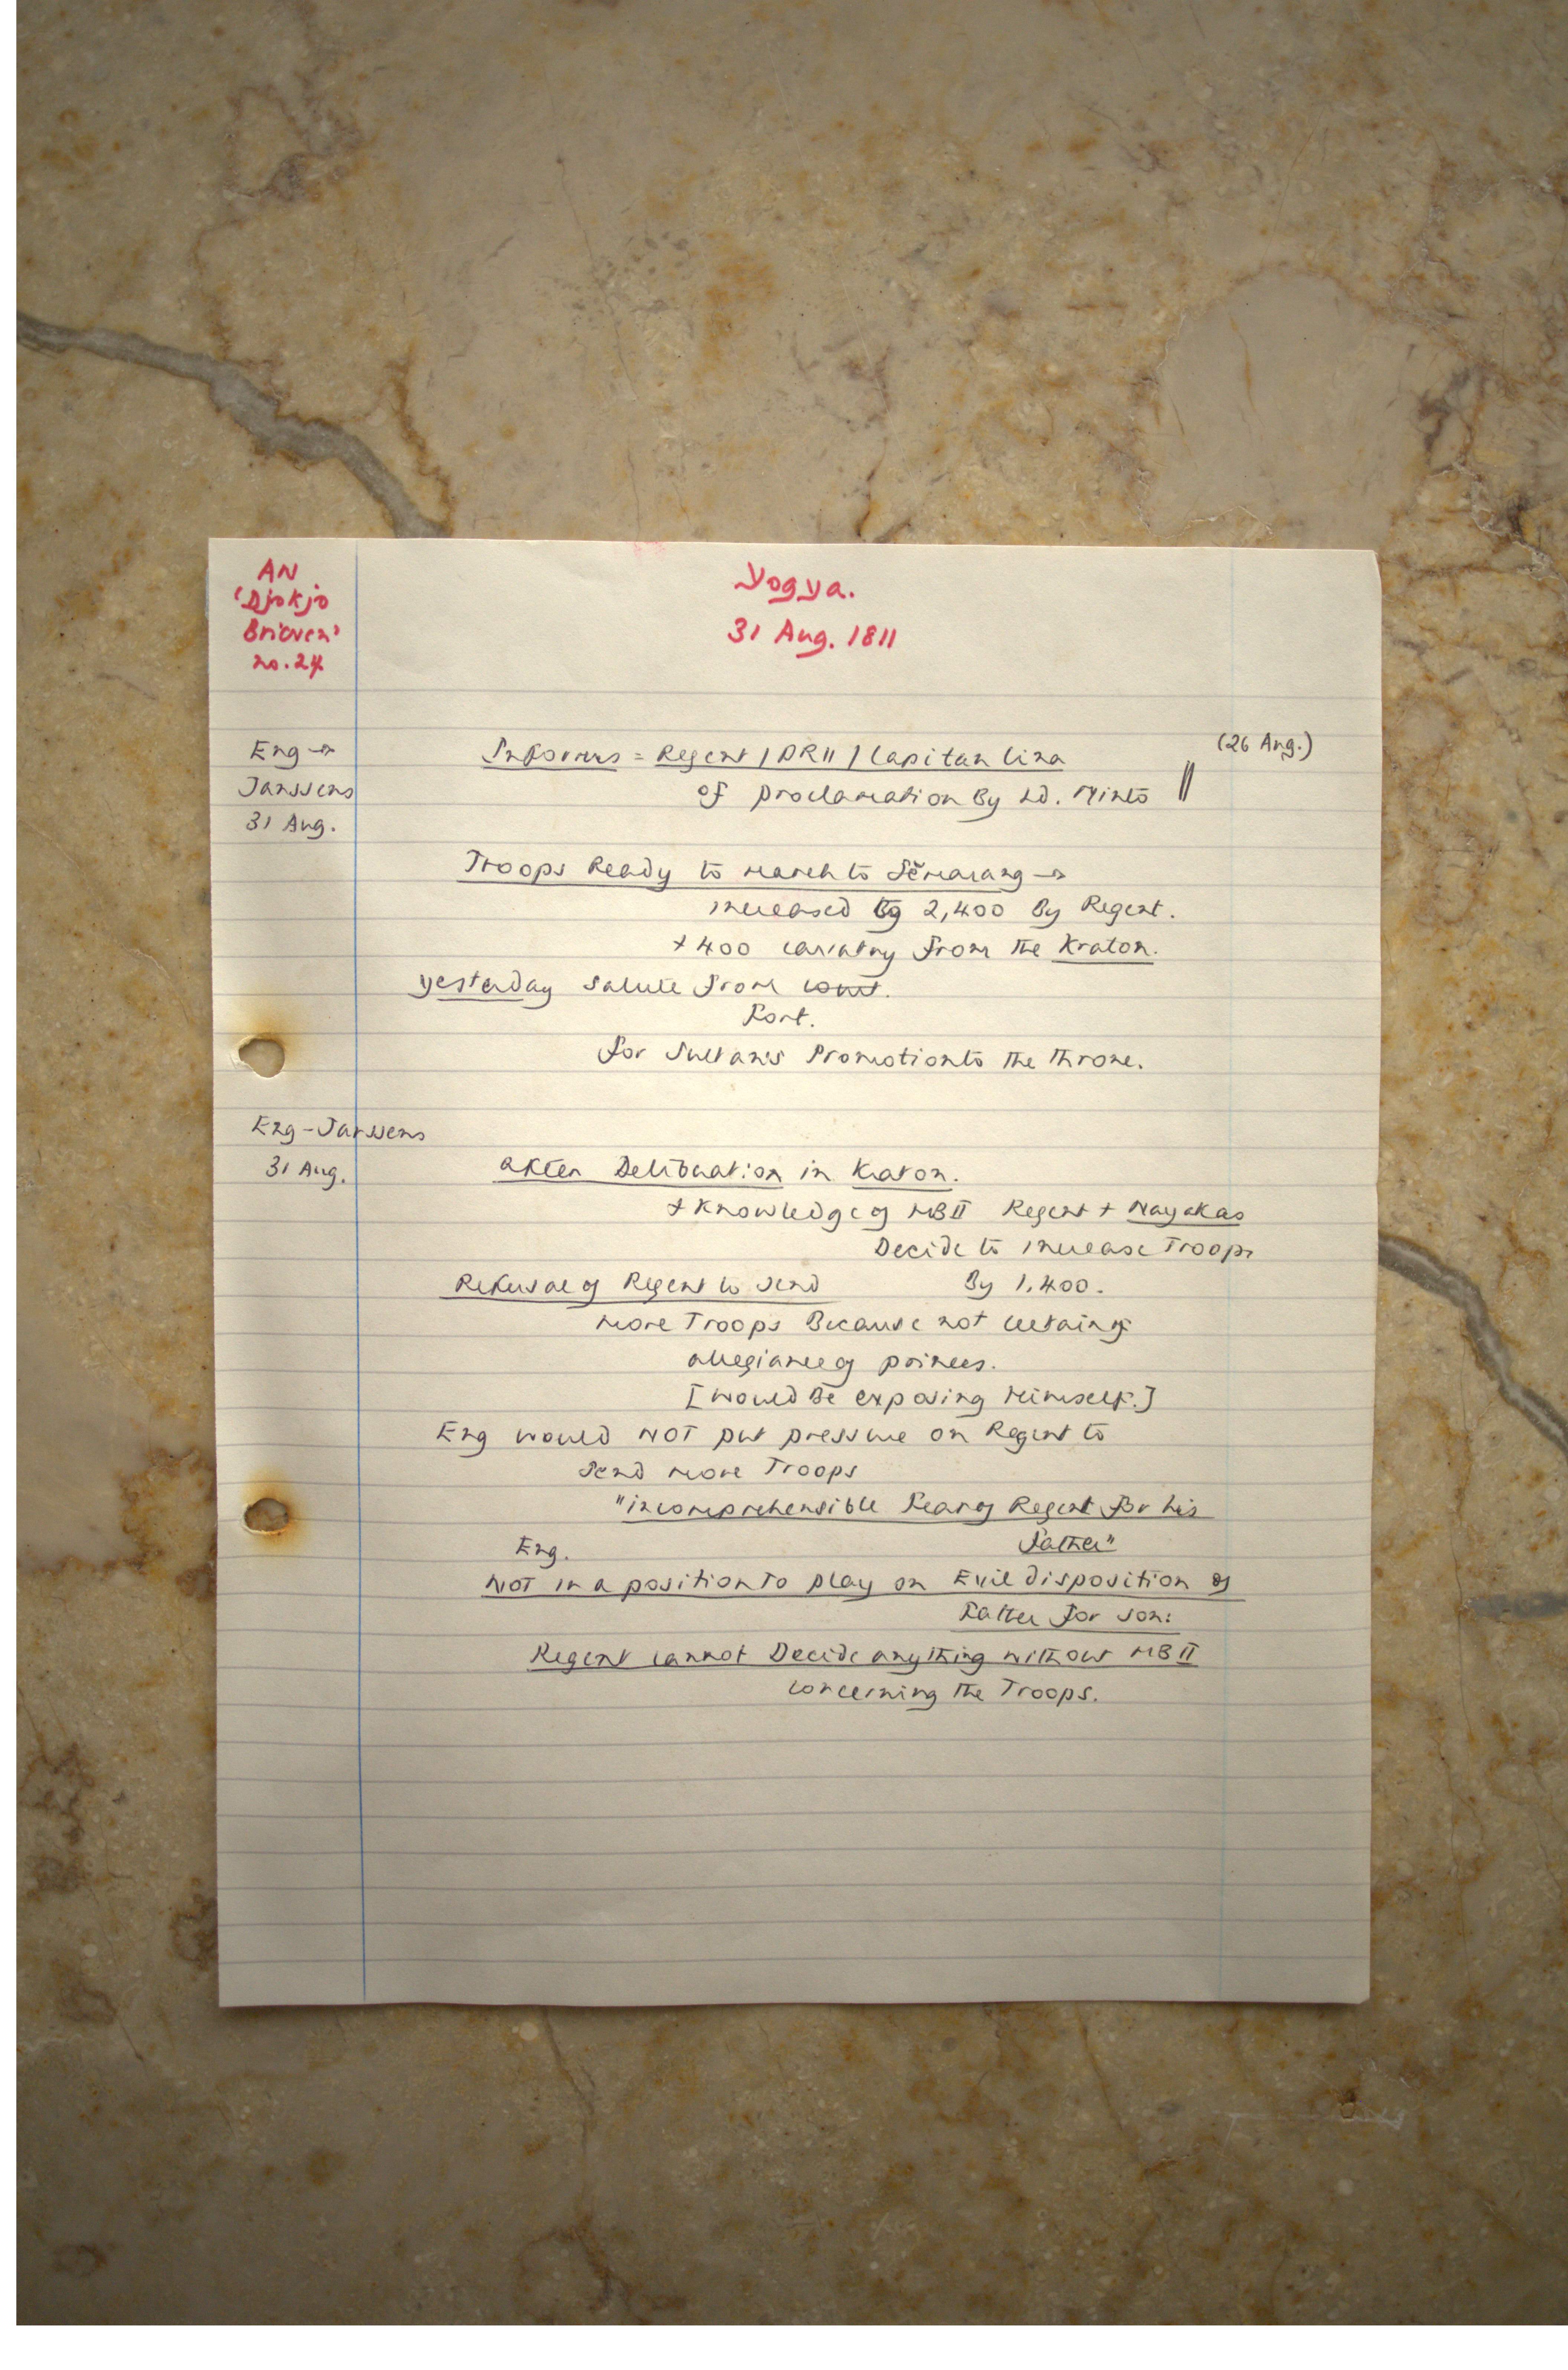 AN
'Djokjo
Brieven'
no. 24
Yogya.
31 Aug. 1811
Eng →
Janssens
31 Aug.
Informs = Regent / DRII / Capitan Cina
(26 Aug.)
of proclamation By Ld. Minto ||
Troops Ready to march to Sĕmarang →
increased to 2,400 By Regent.
+ 400 cavalry from the Kraton.
yesterday salute from court.
Fort.
for Sultan's Promotion to the Throne.
Eng - Janssens
31 Aug.
after Deliberation in Kraton.
+ Knowledge of HB II Regent + Nayakas
Decide to increase Troops
By 1,400.
Refusal of Regent to send
more Troops Because not certain of
allegiance of princes.
[would Be exposing Himself.]
Eng would NOT put pressure on Regent to
send more Troops
"incomprehensible Fear of Regent for his
Father"
Eng.
NOT in a position to play on Evil disposition of
Father for son:
Regent cannot Decide anything without HB II
concerning the Troops.